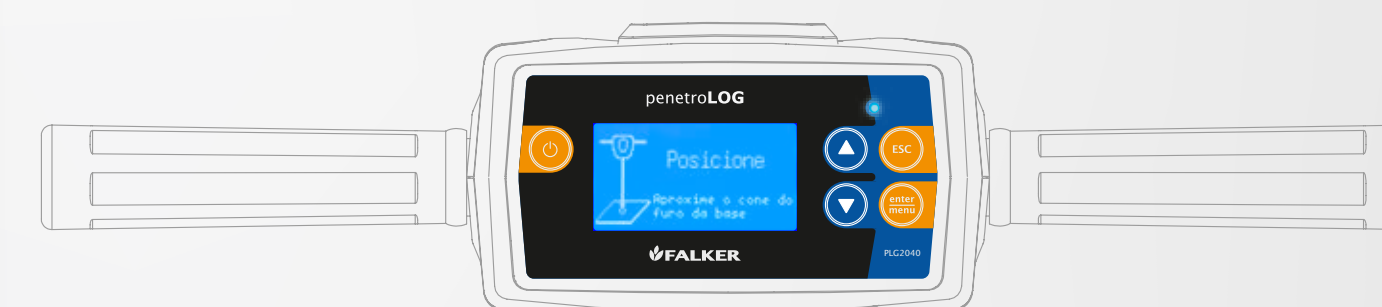 penetroLOG
Posicione
Aproxime o cone do
furo da base
ESC
enter
menu
FALKER
PLG2040